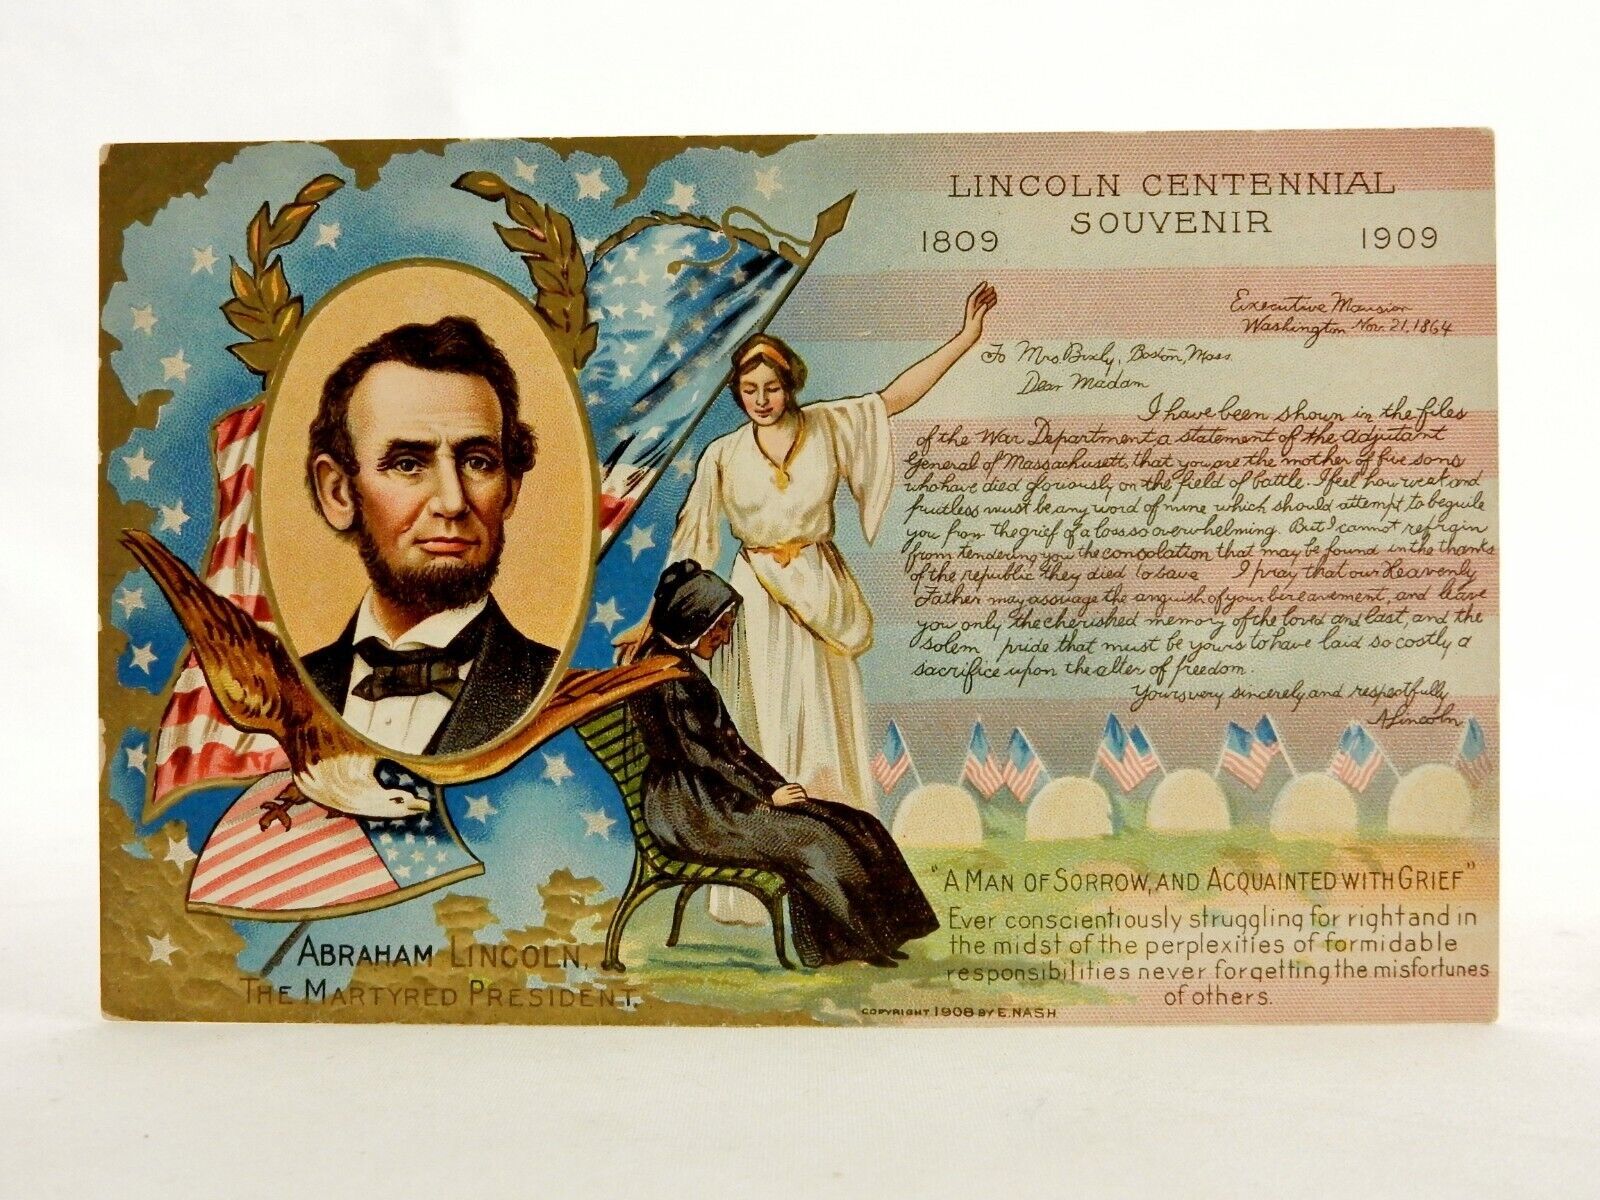 LINCOLN CENTENNIAL
SOUVENIR
1809 1909
Executive Mansion
Washington Nov. 21, 1864
To Mrs. Bixly, Boston, Mass.
Dear Madam
I have been shown in the files
of the War Department a statement of the Adjutant
General of Massachusett, that you are the mother of five sons
who have died gloriously on the field of battle. I feel how weak and
fruitless must be any word of mine which should attempt to beguile
you from the grief of a loss so overwhelming. But I cannot refrain
from tendering you the consolation that may be found in the thanks
of the republic they died to save I pray that our Heavenly
Father may assuage the anguish of your bereavement, and leave
you only the cherished memory of the loved and last, and the
solem pride that must be yours to have laid so costly a
sacrifice upon the alter of freedom.
Yours very sincerely and respectfully
A Lincoln
"A MAN OF SORROW, AND ACQUAINTED WITH GRIEF"
Ever conscientiously struggling for right and in
the midst of the perplexities of formidable
responsibilities never forgetting the misfortunes
of others.
ABRAHAM LINCOLN,
THE MARTYRED PRESIDENT.
COPYRIGHT 1908 BY E. NASH